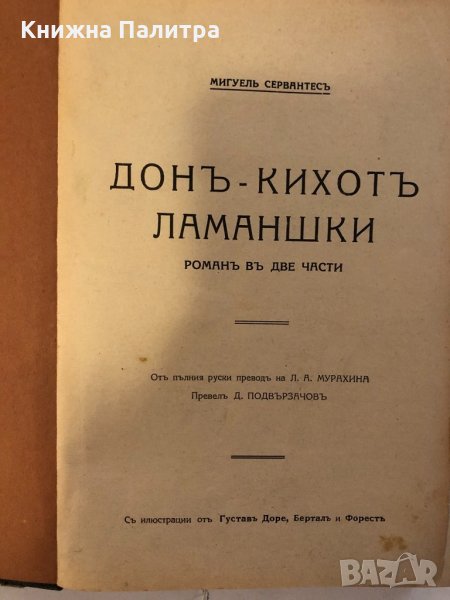 Книжна Палитра
МИГУЕЛЬ СЕРВАНТЕСЪ
ДОНЪ-КИХОТЪ
ЛАМАНШКИ
РОМАНЪ ВЪ ДВЕ ЧАСТИ
Отъ пълния руски преводъ на Л. А. МУРАХИНА
Превелъ Д. ПОДВЪРЗАЧОВЪ
Съ илюстрации отъ Густавъ Доре, Берталъ и Форестъ
BAZAR